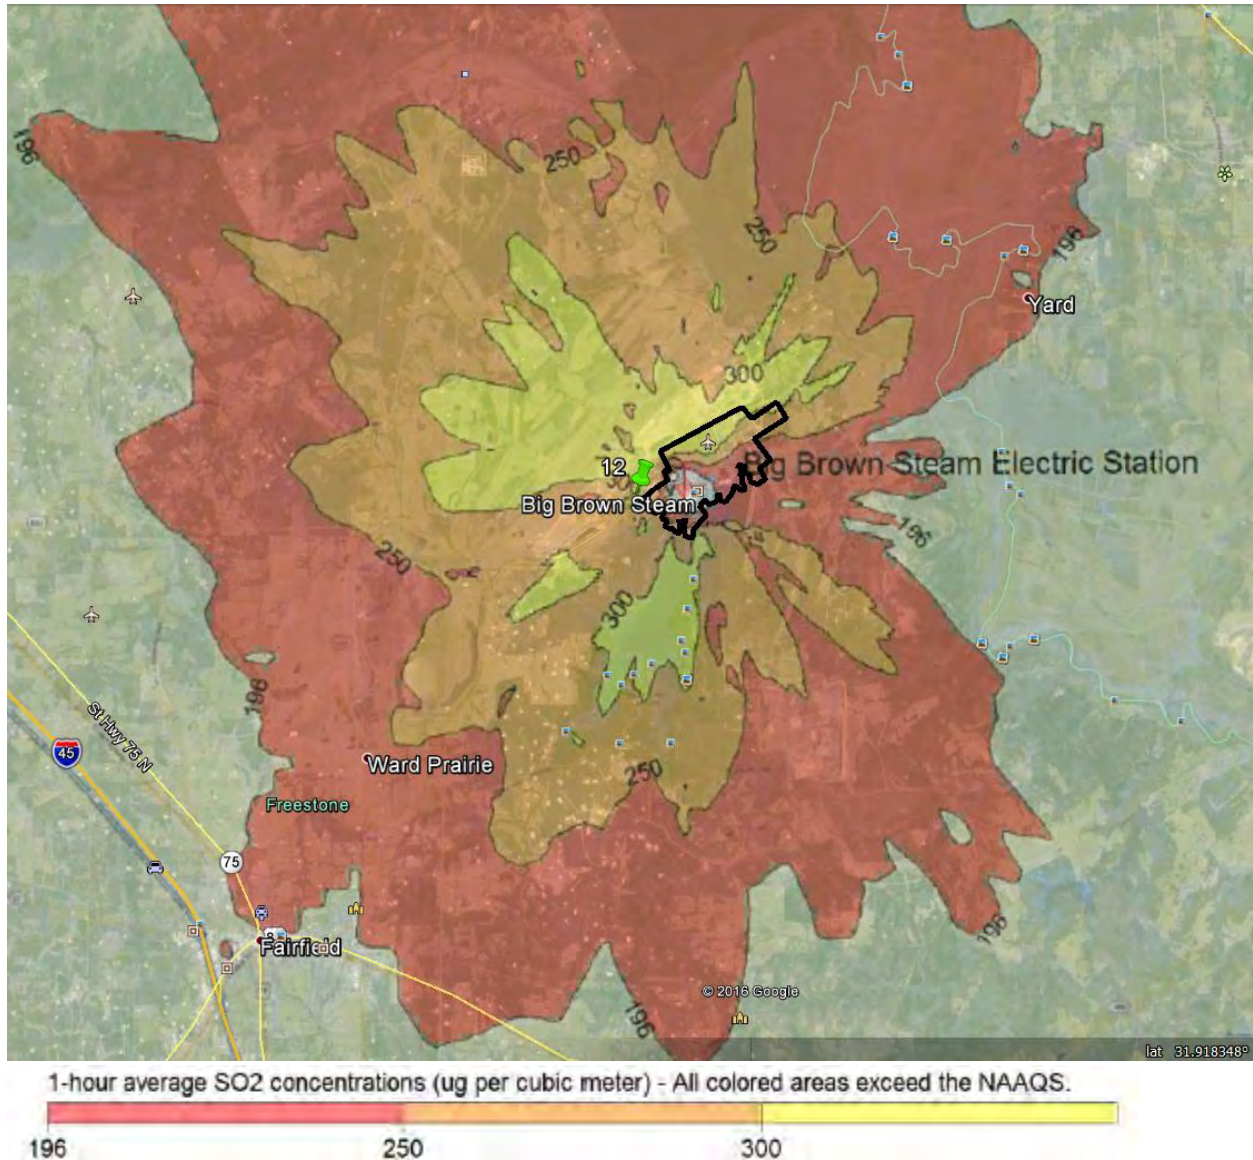 196
250
250
196
Yard
300
12
Big Brown Steam Electric Station
Big Brown Steam
196
250
300
196
St Hwy 75 N
45
Ward Prairie
250
Freestone
75
196
Fairfield
© 2016 Google
196
lat 31.918348°
1-hour average SO2 concentrations (ug per cubic meter) - All colored areas exceed the NAAQS.
196 250 300